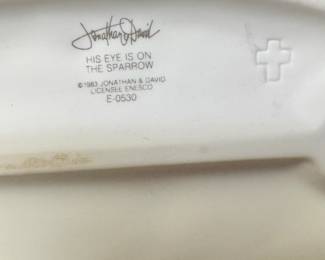 Jonathan & David
HIS EYE IS ON
THE SPARROW
© 1983 JONATHAN & DAVID
LICENSEE ENESCO
E-0530